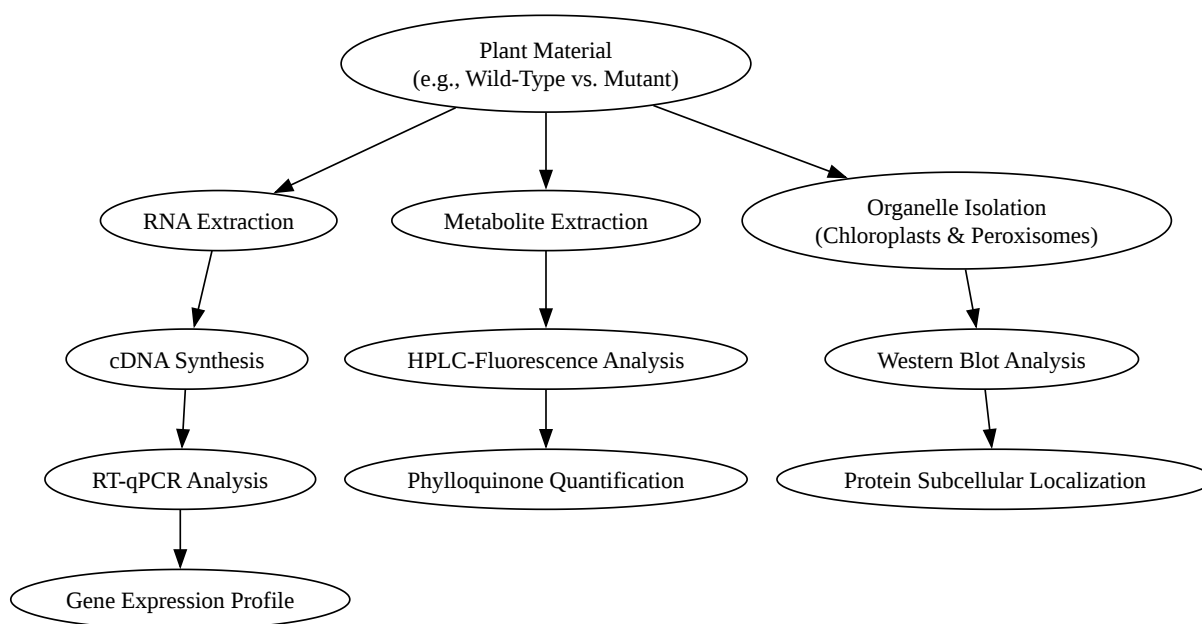 Plant Material
(e.g., Wild-Type vs. Mutant)
RNA Extraction
Metabolite Extraction
Organelle Isolation
(Chloroplasts & Peroxisomes)
cDNA Synthesis
HPLC-Fluorescence Analysis
Western Blot Analysis
RT-qPCR Analysis
Phylloquinone Quantification
Protein Subcellular Localization
Gene Expression Profile